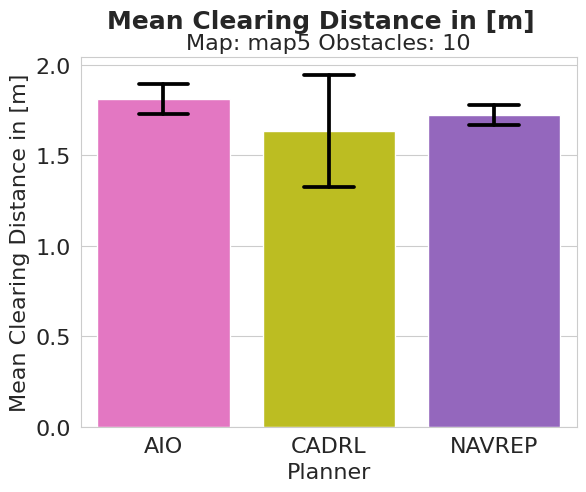 Mean Clearing Distance in [m]
Map: map5 Obstacles: 10
Mean Clearing Distance in [m]
2.0
1.5
1.0
0.5
0.0
AIO
CADRL
NAVREP
Planner